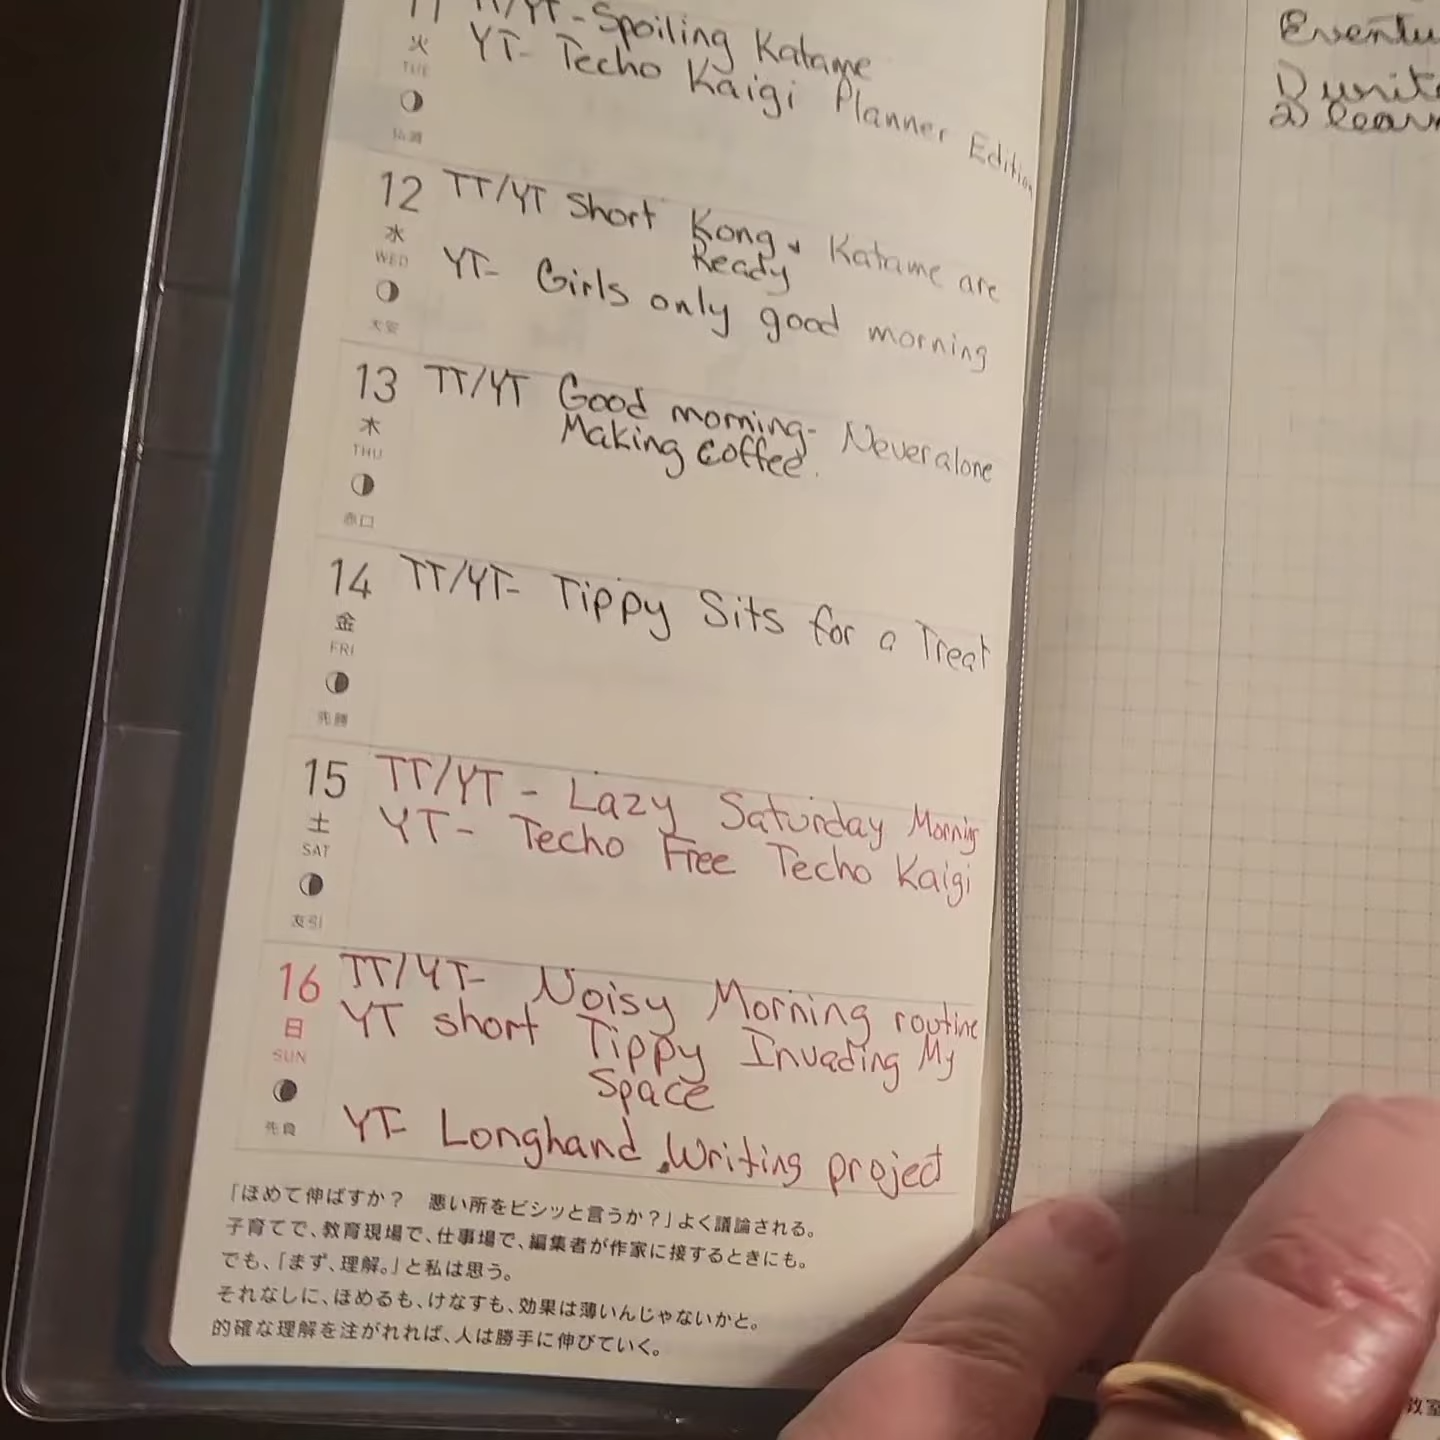 11 TT/YT-Spoiling Katame
火 YT- Techo Kaigi Planner Edition
TUE
仏滅
12 TT/YT Short Kong & Katame are
Ready
水
WED YT- Girls only good morning
大安
13 TT/YT Good morning- Never alone
Making Coffee.
木
THU
赤口
14 TT/YT- Tippy Sits for a Treat
金
FRI
先勝
15 TT/YT - Lazy Saturday Morning
YT- Techo Free Techo Kaigi
土
SAT
友引
16 TT/YT- Noisy Morning routine
日 YT short Tippy Invading My
Space
SUN
YT- Longhand Writing project
先負
「ほめて伸ばすか？ 悪い所をビシッと言うか？」よく議論される。
子育てで、教育現場で、仕事場で、編集者が作家に接するときにも。
でも、「まず、理解。」と私は思う。
それなしに、ほめるも、けなすも、効果は薄いんじゃないかと。
的確な理解を注がれれば、人は勝手に伸びていく。
教室